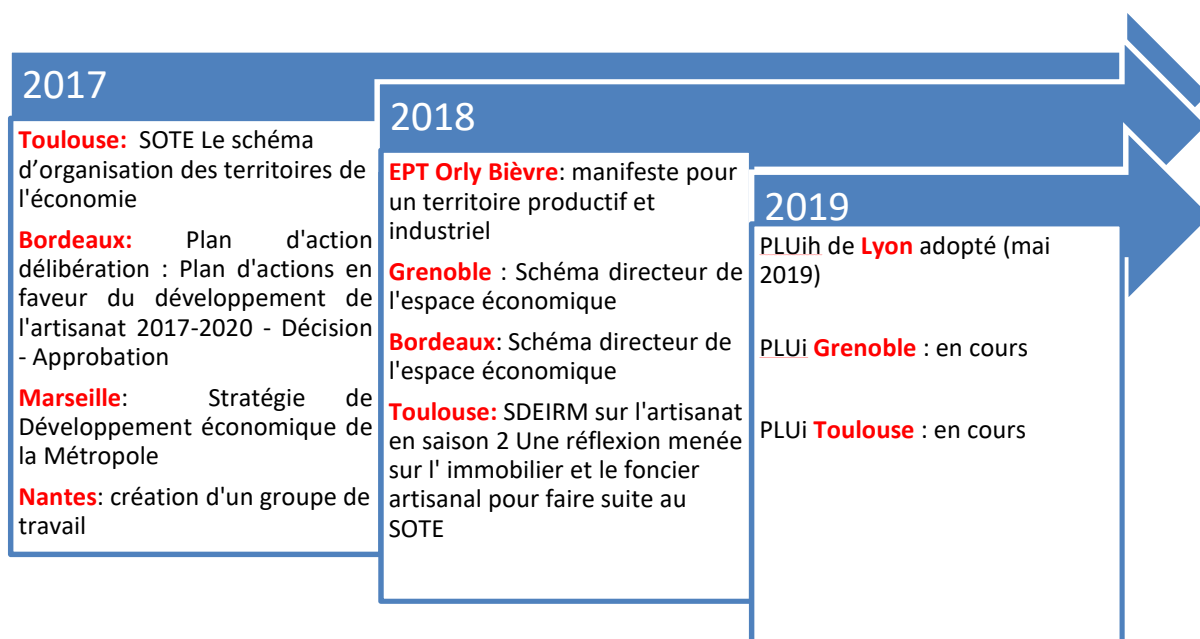 2017
Toulouse: SOTE Le schéma
d’organisation des territoires de
l'économie
Bordeaux: Plan d'action
délibération : Plan d'actions en
faveur du développement de
l'artisanat 2017-2020 - Décision
- Approbation
Marseille: Stratégie de
Développement économique de
la Métropole
Nantes: création d'un groupe de
travail
2018
EPT Orly Bièvre: manifeste pour
un territoire productif et
industriel
Grenoble : Schéma directeur de
l'espace économique
Bordeaux: Schéma directeur de
l'espace économique
Toulouse: SDEIRM sur l'artisanat
en saison 2 Une réflexion menée
sur l' immobilier et le foncier
artisanal pour faire suite au
SOTE
2019
PLUih de Lyon adopté (mai
2019)
PLUi Grenoble : en cours
PLUi Toulouse : en cours